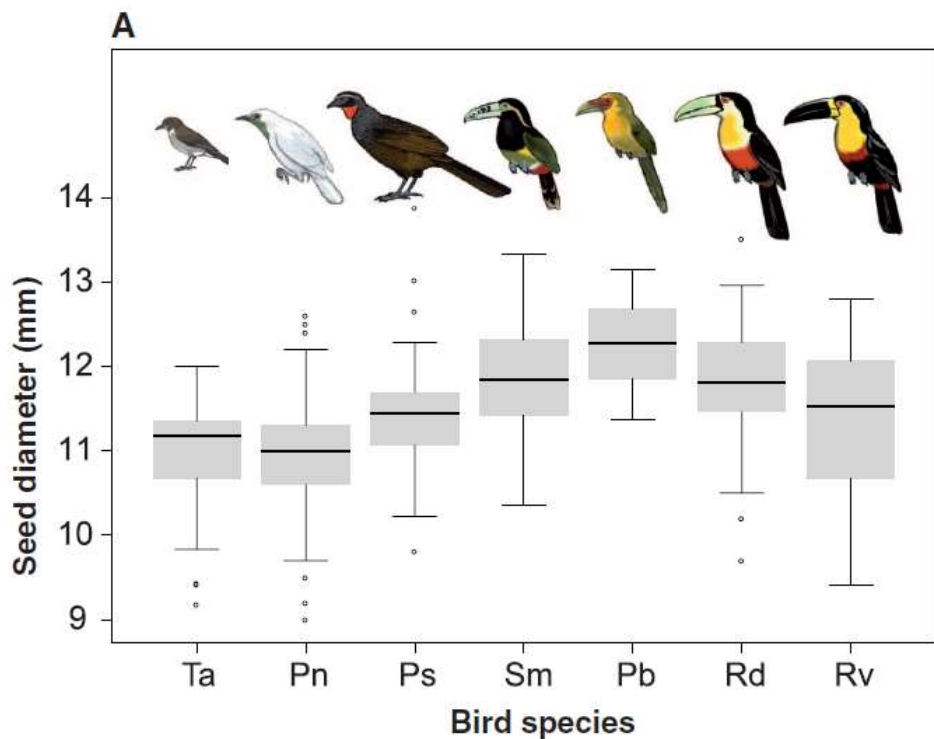 A
Seed diameter (mm)
14
13
12
11
10
9
Ta Pn Ps Sm Pb Rd Rv
Bird species